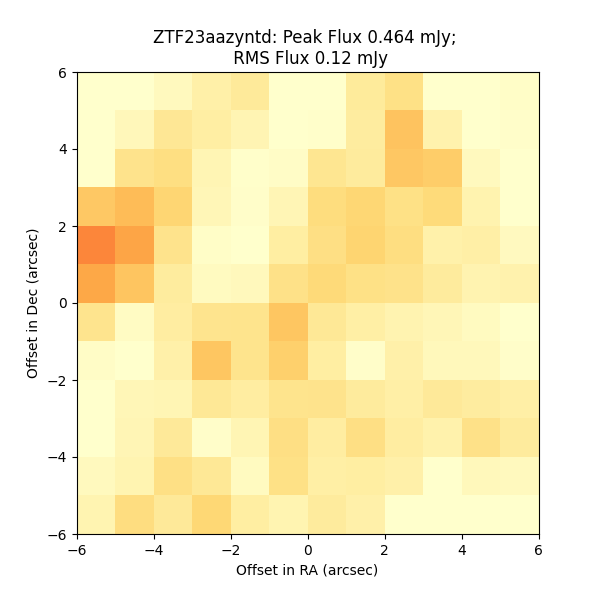 ZTF23aazyntd: Peak Flux 0.464 mJy;
RMS Flux 0.12 mJy
6
4
2
0
−2
−4
−6
Offset in Dec (arcsec)
−6 −4 −2 0 2 4 6
Offset in RA (arcsec)